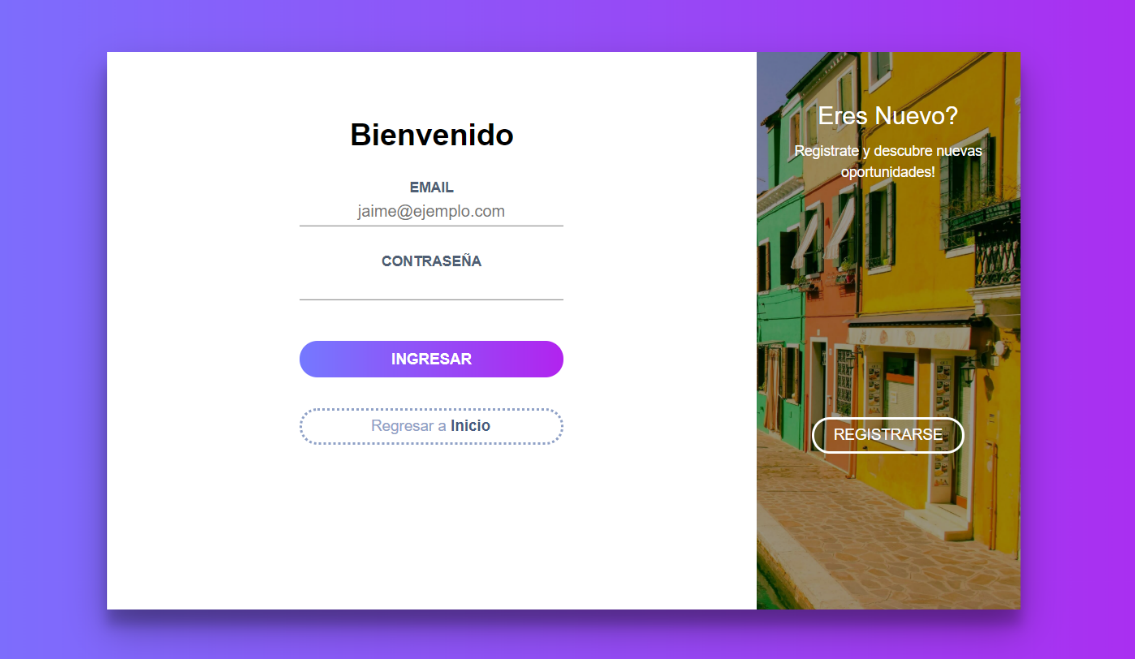 Bienvenido
EMAIL
jaime@ejemplo.com
CONTRASEÑA
INGRESAR
Regresar a Inicio
Eres Nuevo?
Registrate y descubre nuevas
oportunidades!
REGISTRARSE